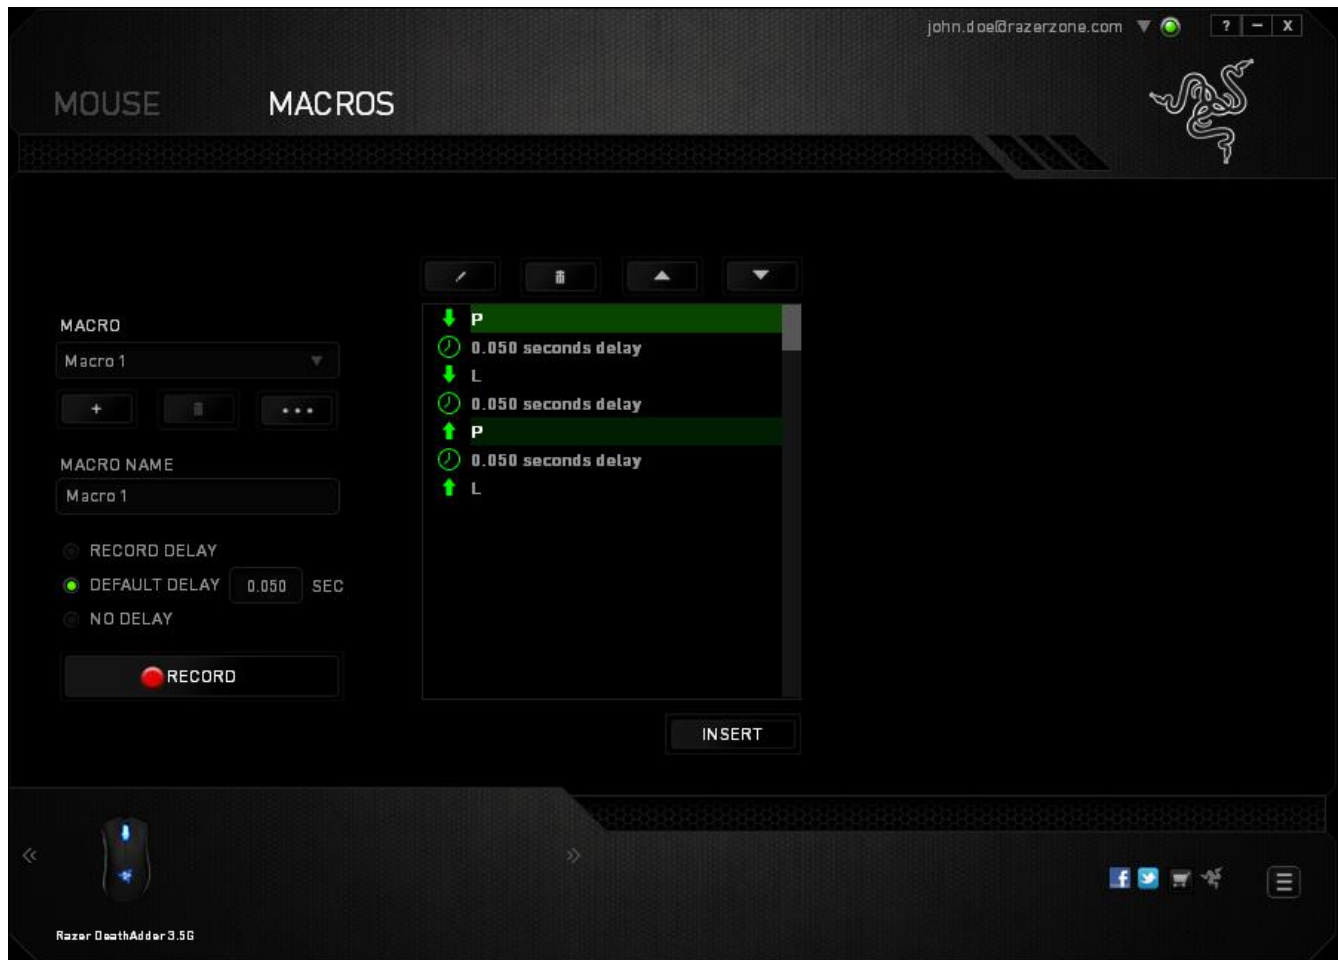 john.doe@razerzone.com
? – X
MOUSE MACROS
MACRO
Macro 1
+
MACRO NAME
Macro 1
RECORD DELAY
DEFAULT DELAY 0.050 SEC
NO DELAY
RECORD
P
0.050 seconds delay
L
0.050 seconds delay
P
0.050 seconds delay
L
INSERT
Razer DeathAdder 3.5G